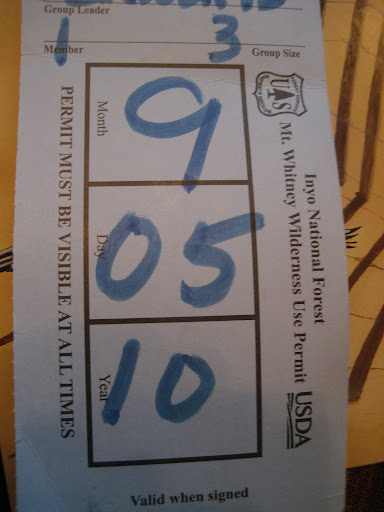 Group Leader
1 3
Member Group Size
PERMIT MUST BE VISIBLE AT ALL TIMES
Month 9
Day 05
Year 10
UAS
Inyo National Forest
Mt. Whitney Wilderness Use Permit USDA
Valid when signed